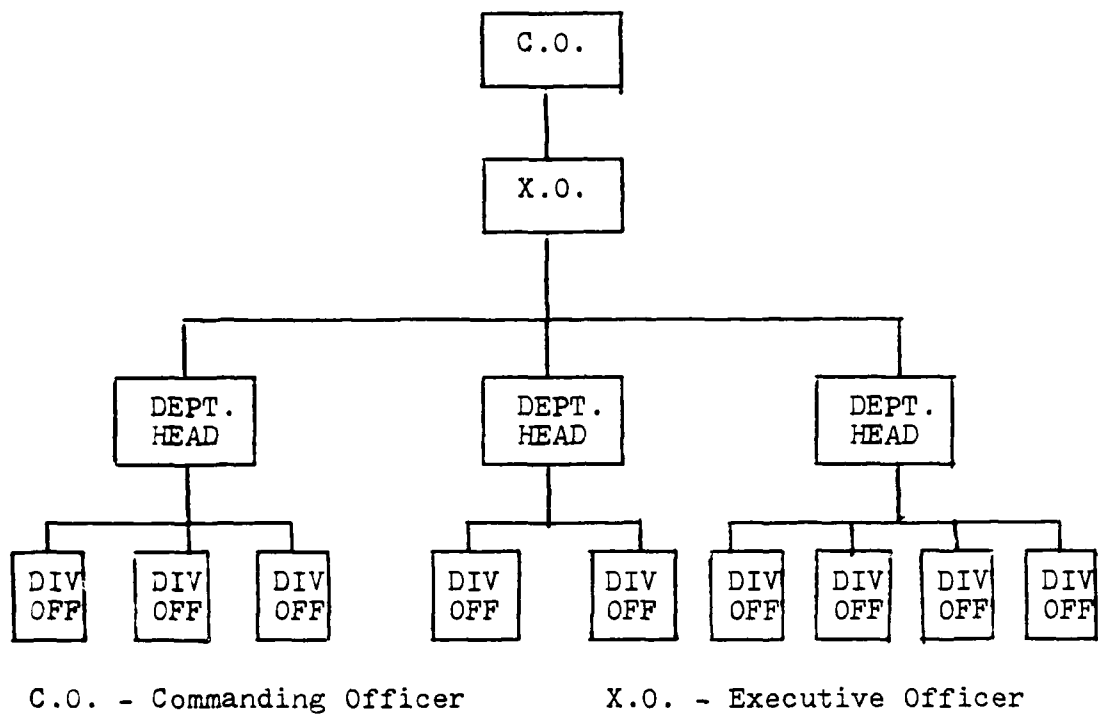 C.O.
X.O.
DEPT. DEPT. DEPT.
HEAD HEAD HEAD
DIV DIV DIV DIV DIV DIV DIV DIV DIV
OFF OFF OFF OFF OFF OFF OFF OFF OFF
C.O. - Commanding Officer X.O. - Executive Officer